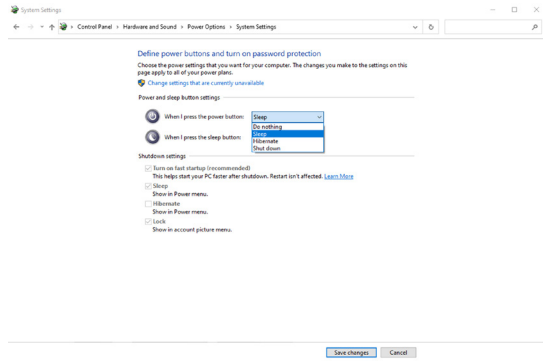 System Settings
Control Panel > Hardware and Sound > Power Options > System Settings
Define power buttons and turn on password protection
Choose the power settings that you want for your computer. The changes you make to the settings on this
page apply to all of your power plans.
Change settings that are currently unavailable
Power and sleep button settings
When I press the power button: Sleep
Do nothing
Sleep
When I press the sleep button: Hibernate
Shut down
Shutdown settings
Turn on fast startup (recommended)
This helps start your PC faster after shutdown. Restart isn't affected. Learn More
Sleep
Show in Power menu.
Hibernate
Show in Power menu.
Lock
Show in account picture menu.
Save changes Cancel